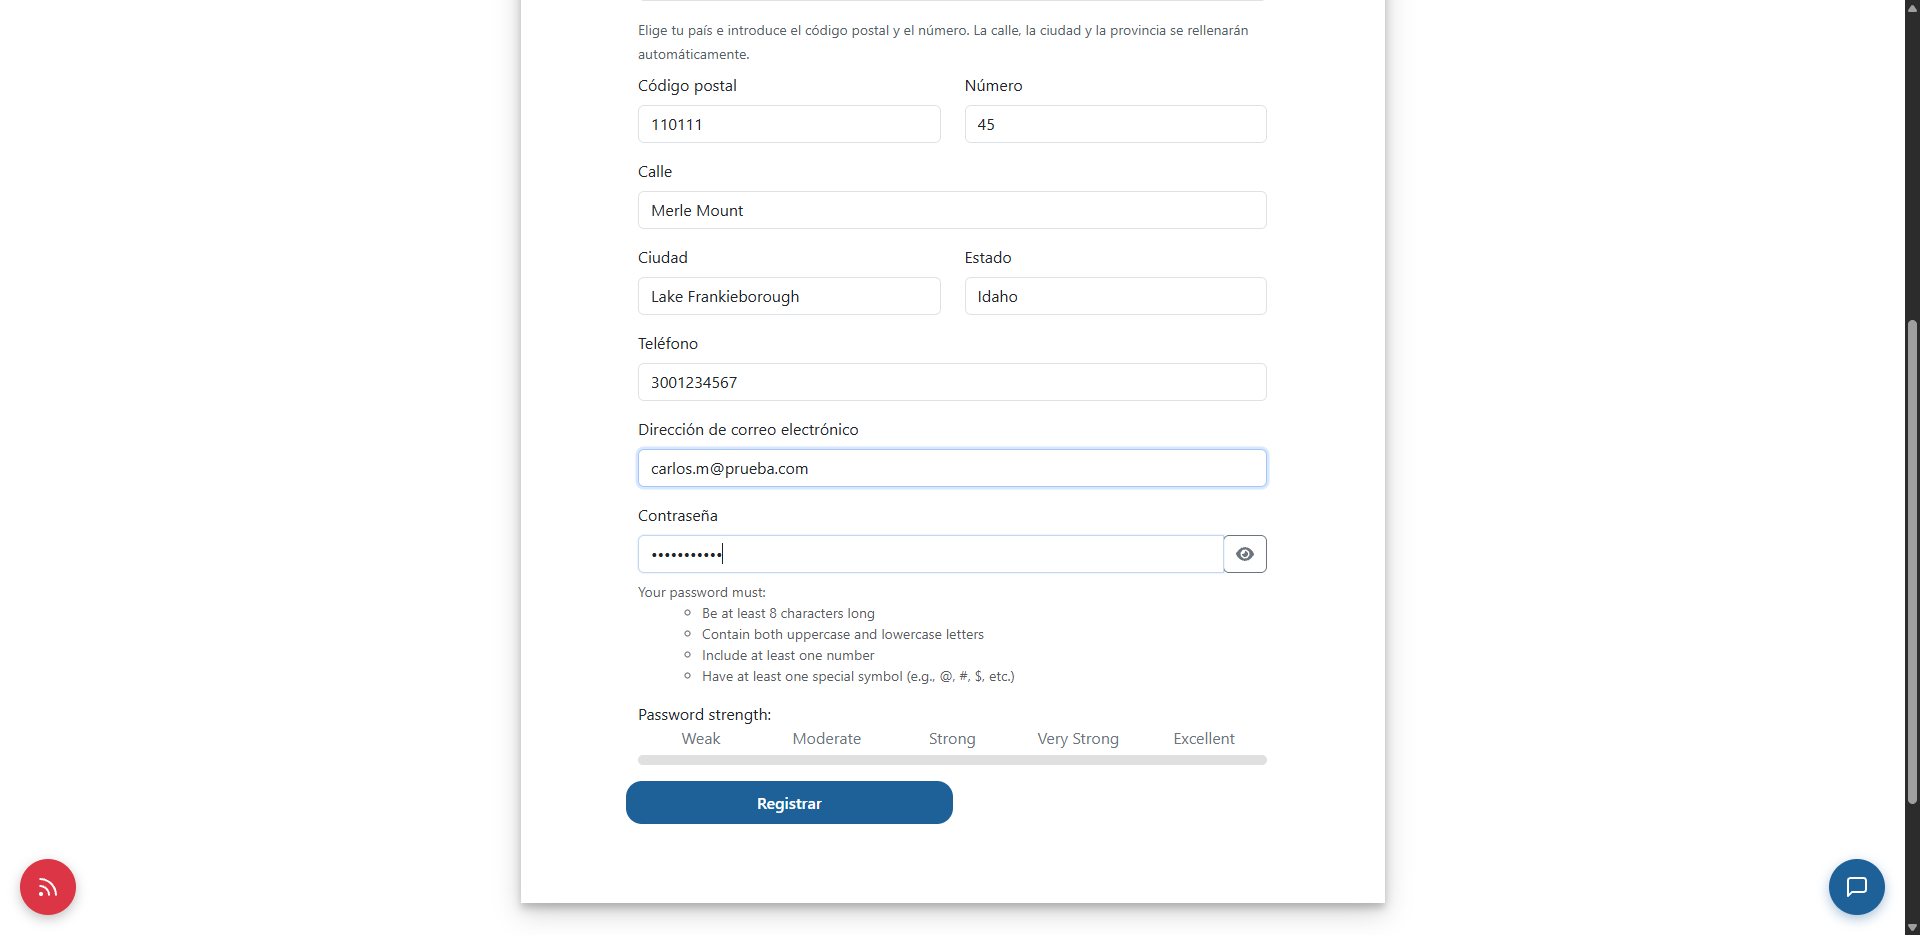 Elige tu país e introduce el código postal y el número. La calle, la ciudad y la provincia se rellenarán
automáticamente.
Código postal
Número
110111
45
Calle
Merle Mount
Ciudad
Estado
Lake Frankieborough
Idaho
Teléfono
3001234567
Dirección de correo electrónico
carlos.m@prueba.com
Contraseña
•••••••••••
Your password must:
Be at least 8 characters long
Contain both uppercase and lowercase letters
Include at least one number
Have at least one special symbol (e.g., @, #, $, etc.)
Password strength:
Weak
Moderate
Strong
Very Strong
Excellent
Registrar